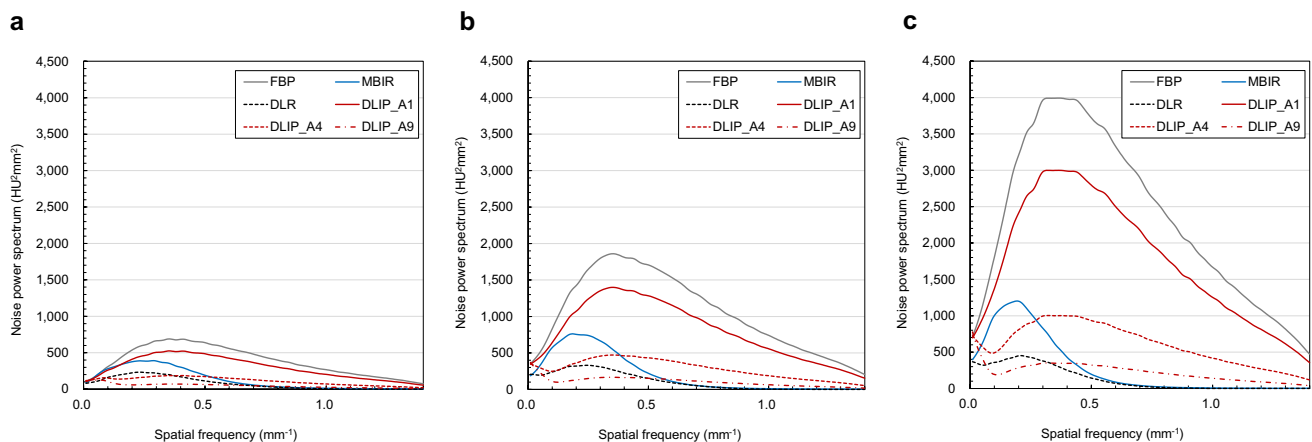 a
4,500
4,000
3,500
3,000
2,500
2,000
1,500
1,000
500
0
Noise power spectrum (HU²mm²)
FBP MBIR
DLR DLIP_A1
DLIP_A4 DLIP_A9
0.0 0.5 1.0
Spatial frequency (mm⁻¹)
b
4,500
4,000
3,500
3,000
2,500
2,000
1,500
1,000
500
0
Noise power spectrum (HU²mm²)
FBP MBIR
DLR DLIP_A1
DLIP_A4 DLIP_A9
0.0 0.5 1.0
Spatial frequency (mm⁻¹)
c
4,500
4,000
3,500
3,000
2,500
2,000
1,500
1,000
500
0
Noise power spectrum (HU²mm²)
FBP MBIR
DLR DLIP_A1
DLIP_A4 DLIP_A9
0.0 0.5 1.0
Spatial frequency (mm⁻¹)